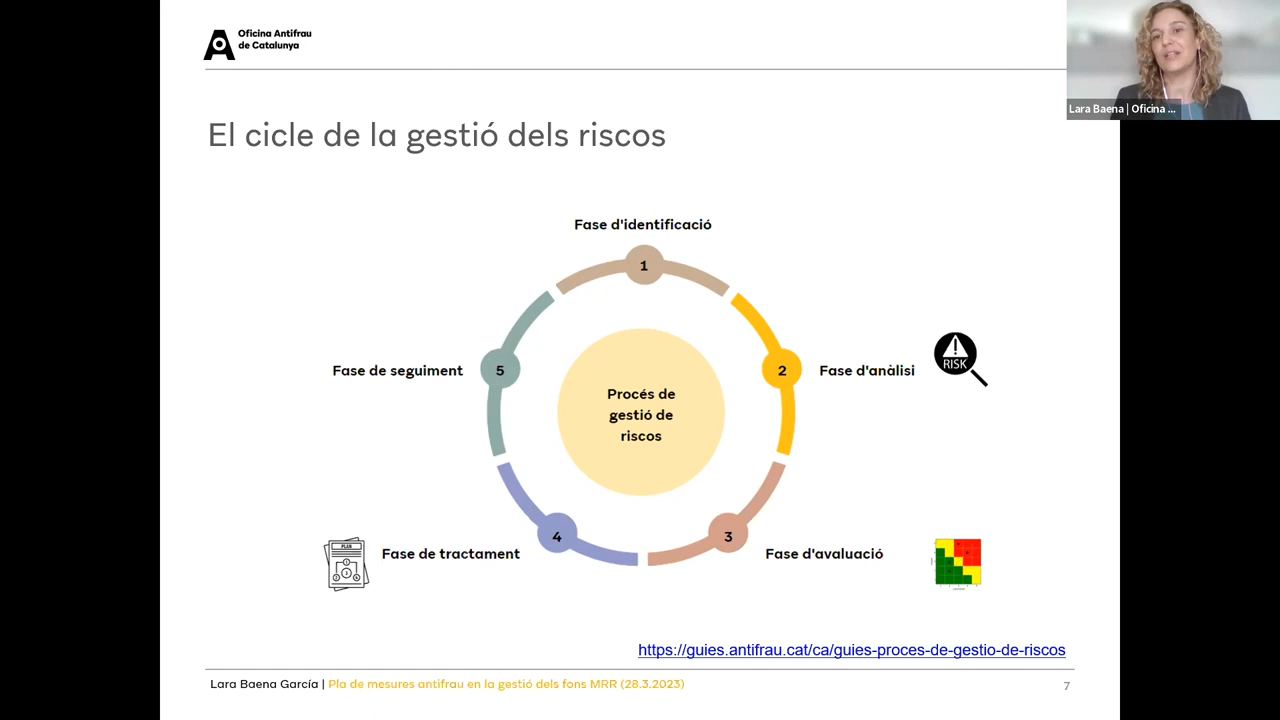 Oficina Antifrau
de Catalunya
Lara Baena | Oficina ...
El cicle de la gestió dels riscos
Fase d'identificació
1
Fase de seguiment
5
2
Fase d'anàlisi
RISK
Procés de
gestió de
riscos
PLAN
Fase de tractament
4
3
Fase d'avaluació
https://guies.antifrau.cat/ca/guies-proces-de-gestio-de-riscos
Lara Baena García | Pla de mesures antifrau en la gestió dels fons MRR (28.3.2023)
7